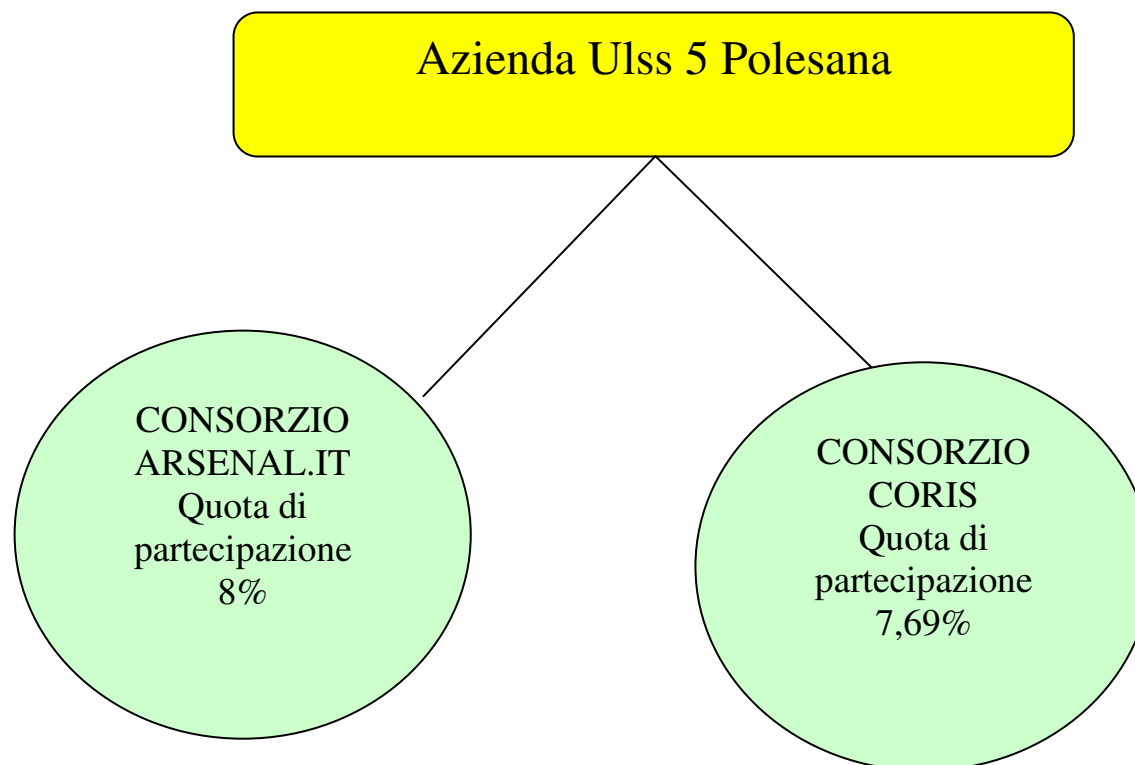 Azienda Ulss 5 Polesana
CONSORZIO
ARSENAL.IT
Quota di
partecipazione
8%
CONSORZIO
CORIS
Quota di
partecipazione
7,69%